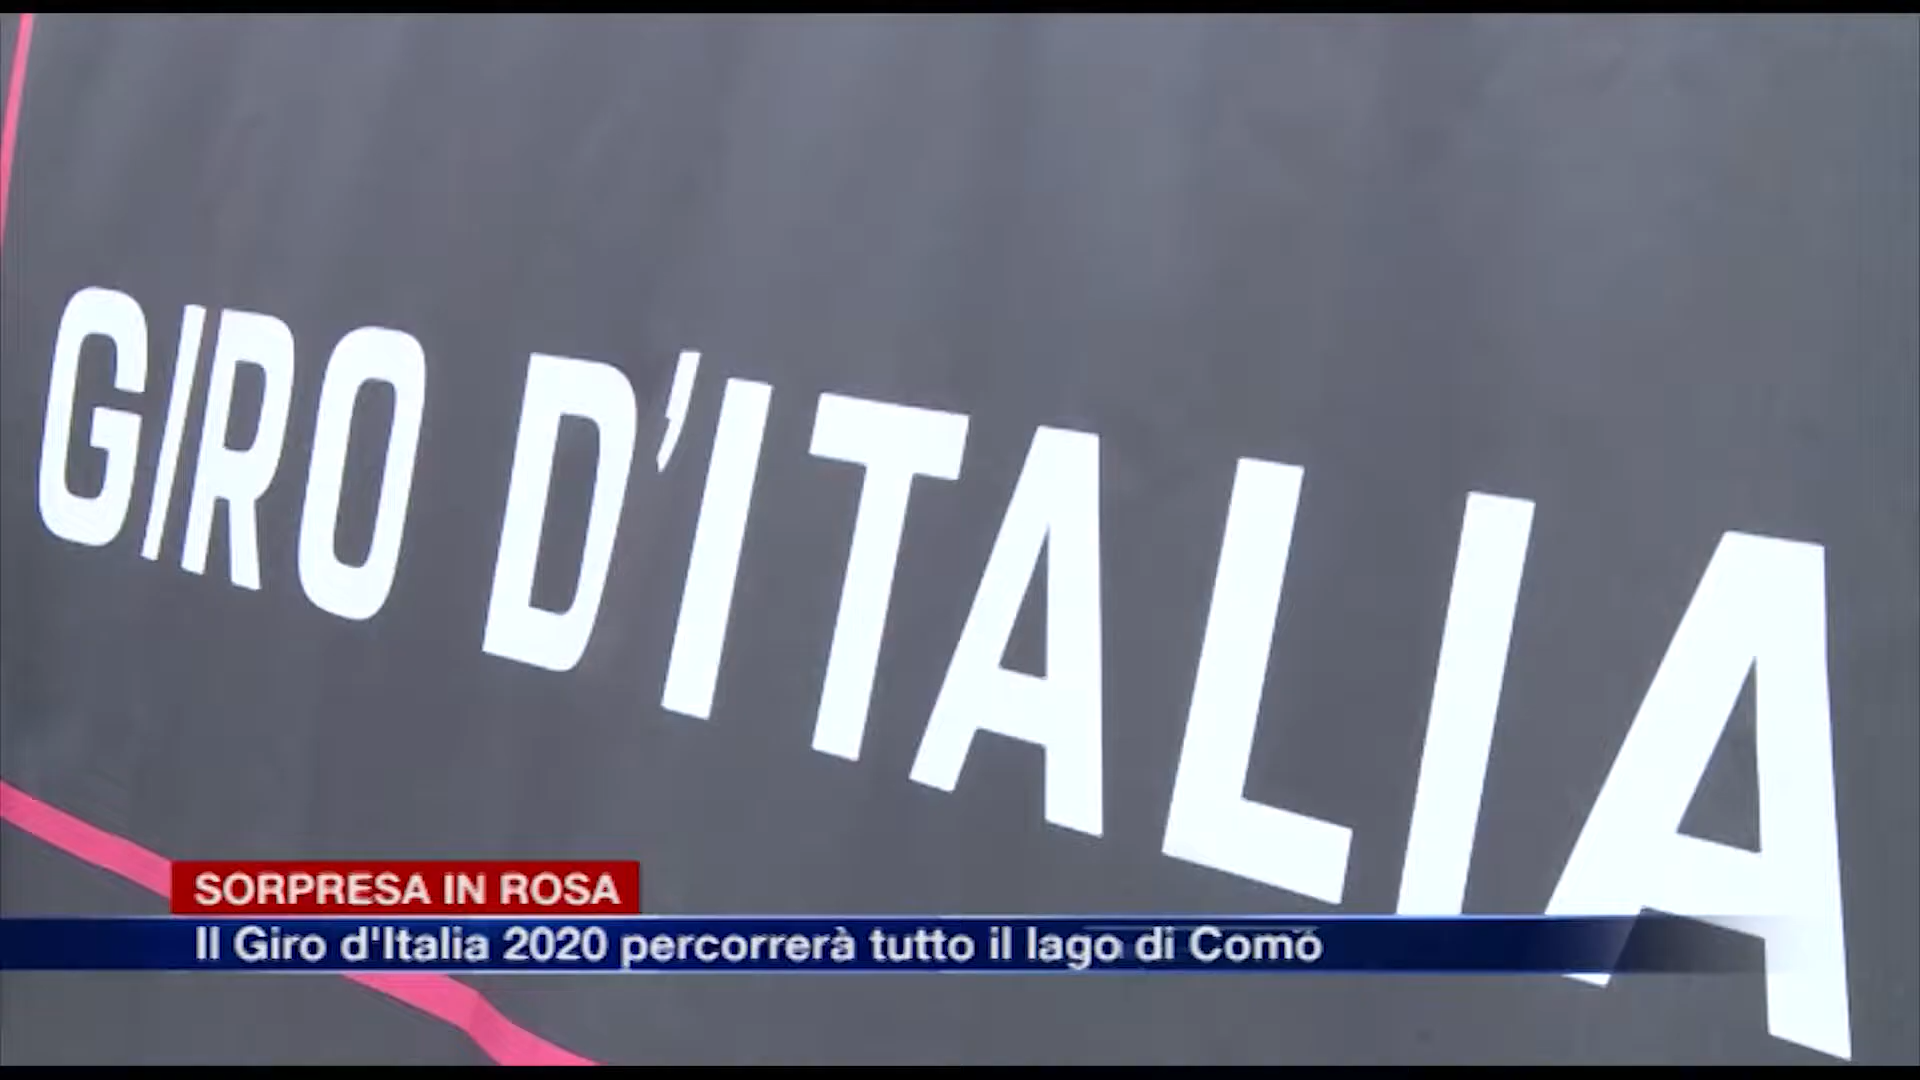 GIRO D'ITALIA
SORPRESA IN ROSA
Il Giro d'Italia 2020 percorrerà tutto il lago di Como